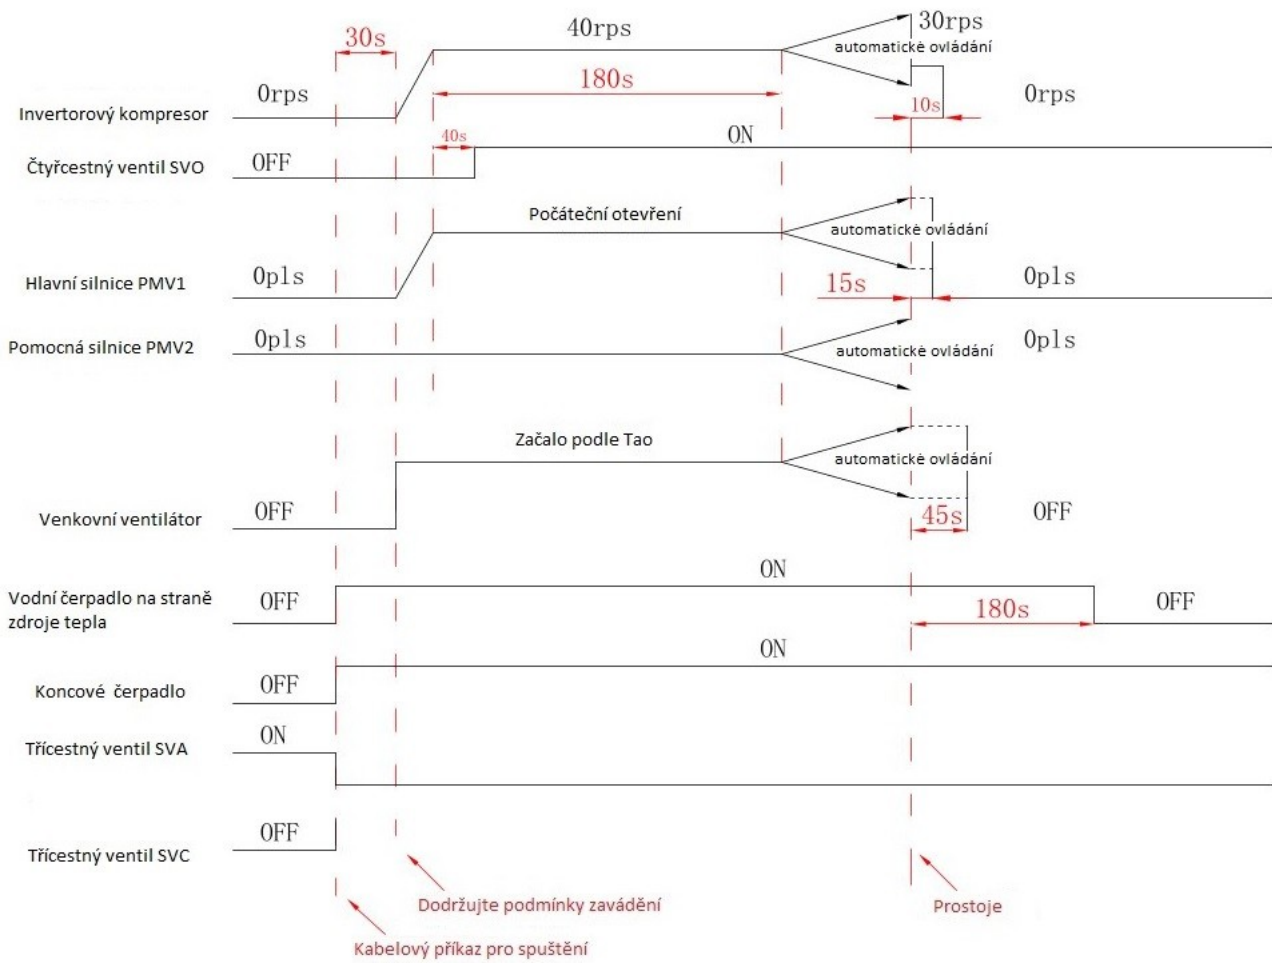 30s
40rps
30rps
automatické ovládání
180s
0rps
10s
0rps
Invertorový kompresor
40s
ON
Čtyřcestný ventil SVO
OFF
Počáteční otevření
automatické ovládání
Hlavní silnice PMV1
0pls
15s
0pls
Pomocná silnice PMV2
0pls
automatické ovládání
0pls
Začalo podle Tao
automatické ovládání
Venkovní ventilátor
OFF
45s
OFF
ON
Vodní čerpadlo na straně
zdroje tepla
OFF
180s
OFF
ON
Koncové čerpadlo
OFF
Třícestný ventil SVA
ON
Třícestný ventil SVC
OFF
Dodržujte podmínky zavádění
Prostoje
Kabelový příkaz pro spuštění